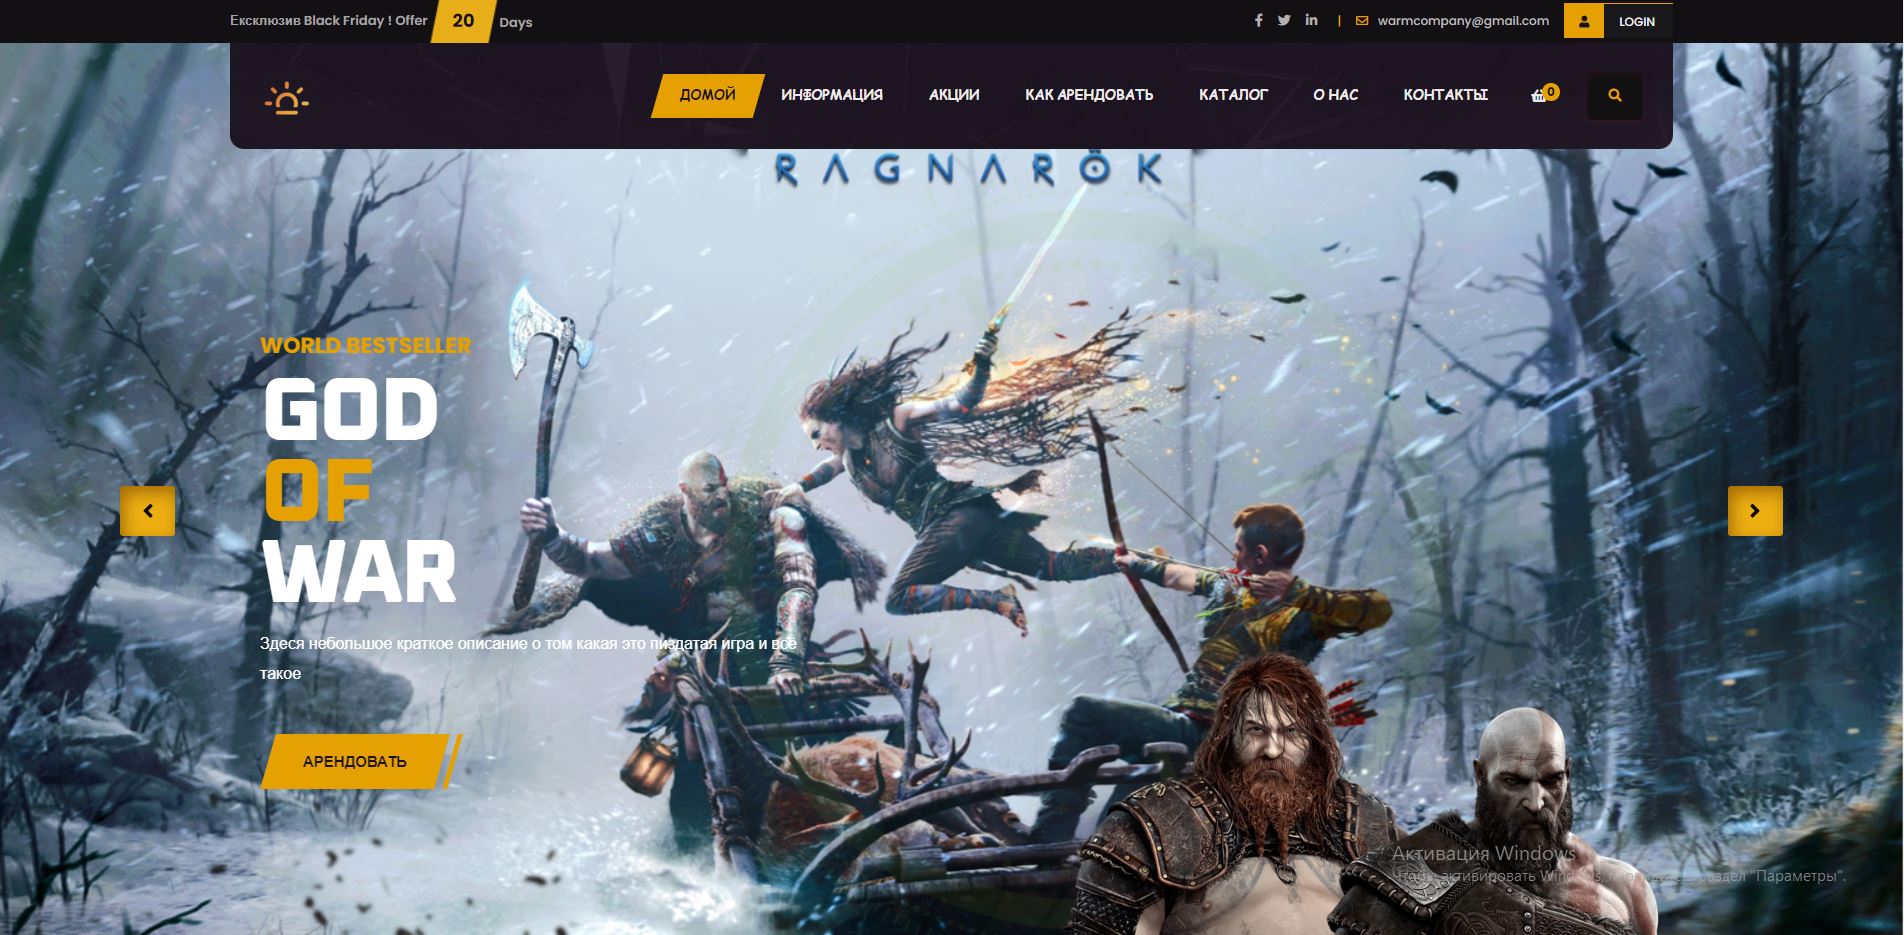 Ексклюзив Black Friday ! Offer 20 Days
warmcompany@gmail.com LOGIN
ДОМОЙ ИНФОРМАЦИЯ АКЦИИ КАК АРЕНДОВАТЬ КАТАЛОГ О НАС КОНТАКТЫ 0
RAGNARÖK
WORLD BESTSELLER
GOD
OF
WAR
Здеся небольшое краткое описание о том какая это пиздатая игра и всё
такое
АРЕНДОВАТЬ
Активация Windows
Чтобы активировать Windows, раздел "Параметры".